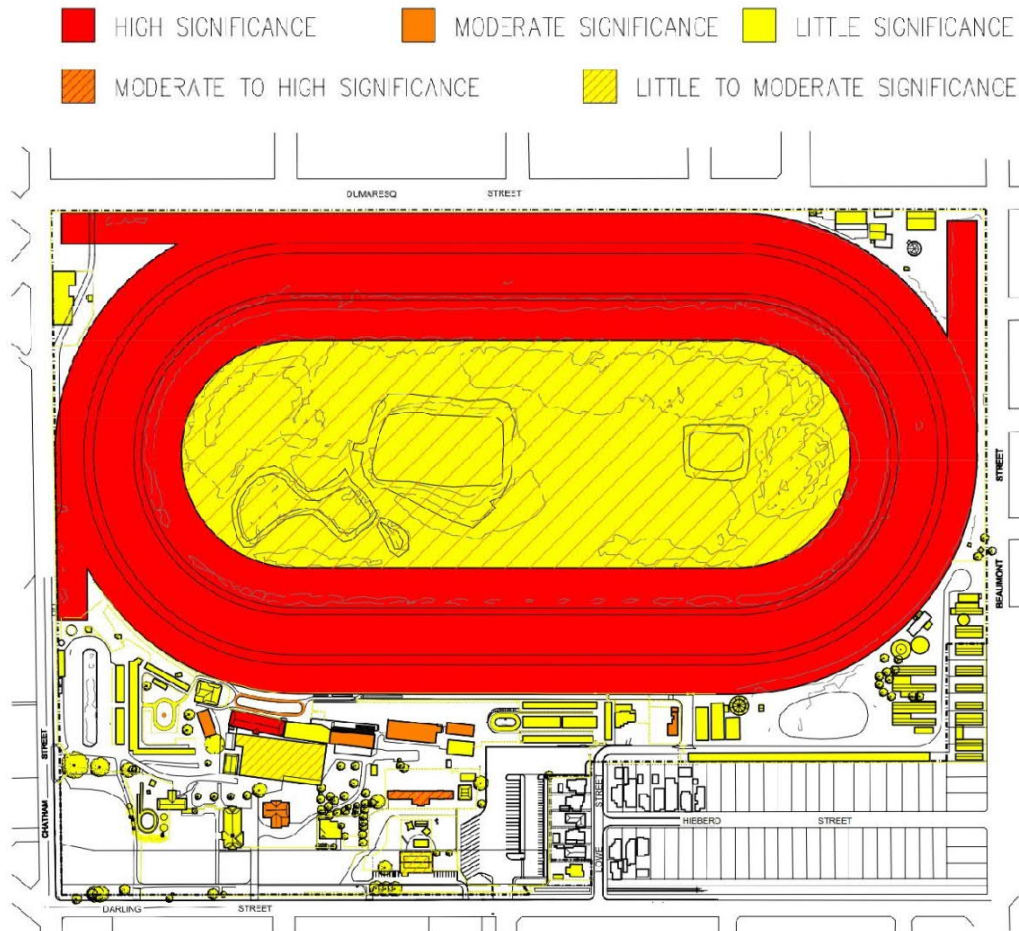 HIGH SIGNIFICANCE
MODERATE SIGNIFICANCE
LITTLE SIGNIFICANCE
MODERATE TO HIGH SIGNIFICANCE
LITTLE TO MODERATE SIGNIFICANCE
DUMARESQ STREET
BEAUMONT STREET
CHATHAM STREET
LOWE STREET
HIBBERD STREET
DARLING STREET